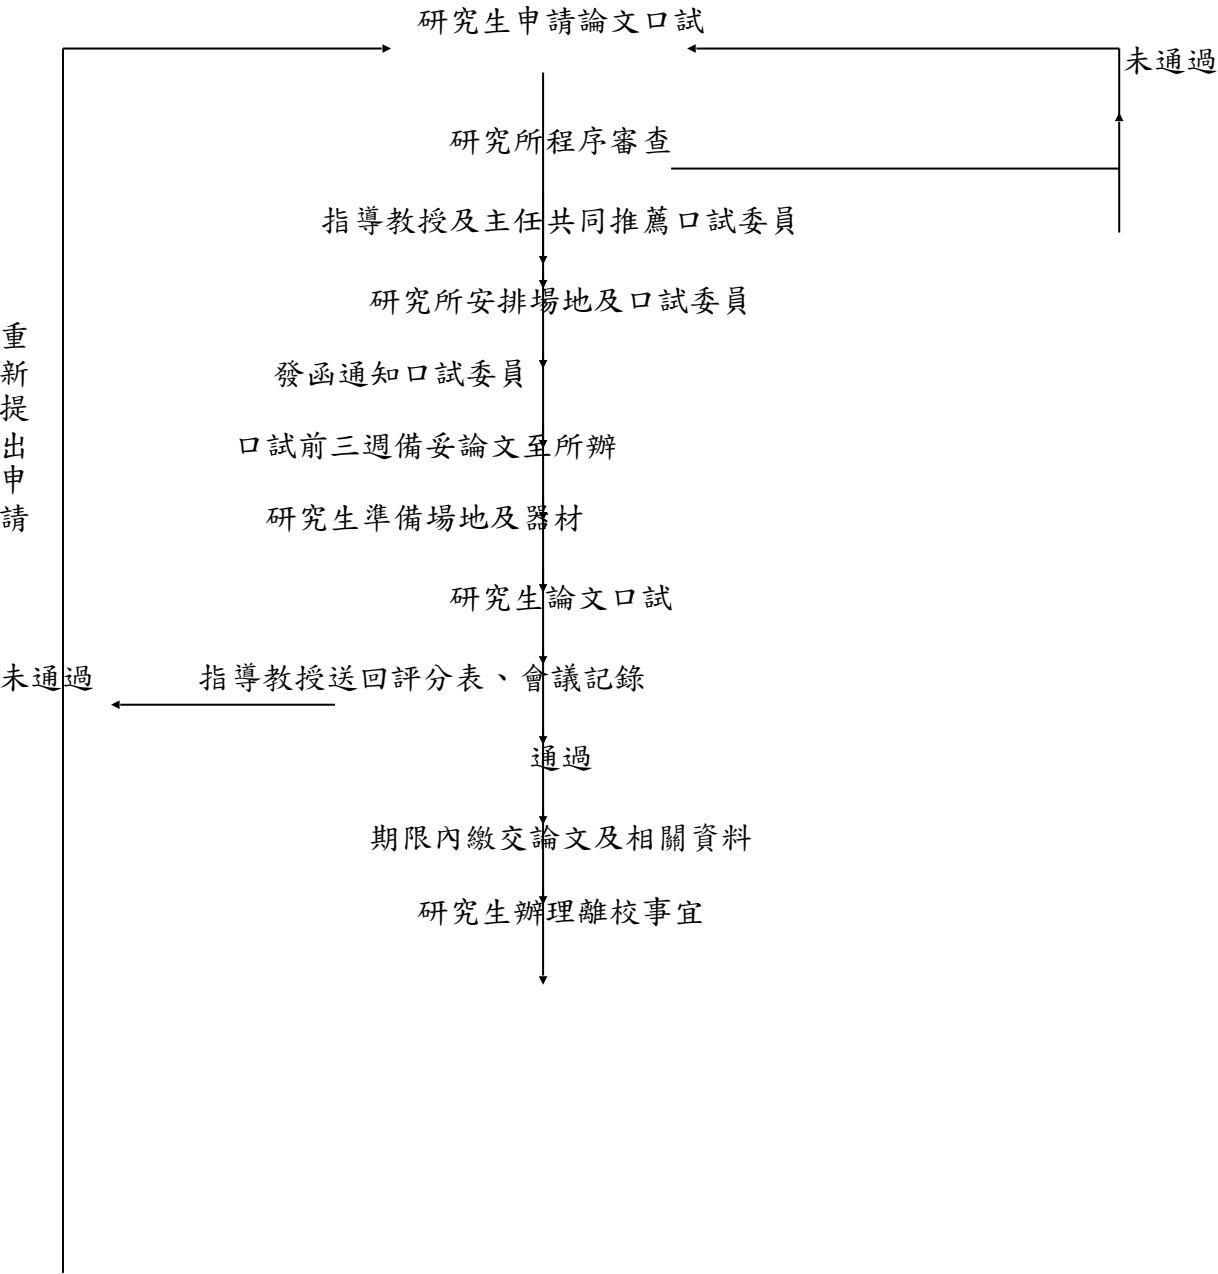 研究生申請論文口試
未通過
研究所程序審查
指導教授及主任共同推薦口試委員
研究所安排場地及口試委員
重新提出申請
發函通知口試委員
口試前三週備妥論文至所辦
研究生準備場地及器材
研究生論文口試
未通過
指導教授送回評分表、會議記錄
通過
期限內繳交論文及相關資料
研究生辦理離校事宜